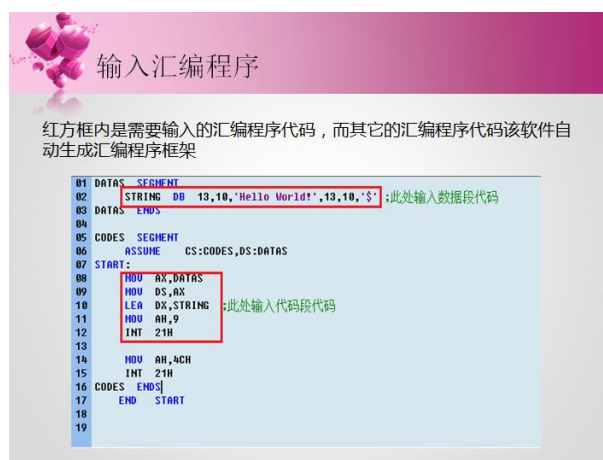 输入汇编程序
红方框内是需要输入的汇编程序代码，而其它的汇编程序代码该软件自
动生成汇编程序框架
01 DATAS SEGMENT
02 STRING DB 13,10,'Hello World!',13,10,'$' ;此处输入数据段代码
03 DATAS ENDS
04
05 CODES SEGMENT
06 ASSUME CS:CODES,DS:DATAS
07 START:
08 MOV AX,DATAS
09 MOV DS,AX
10 LEA DX,STRING ;此处输入代码段代码
11 MOV AH,9
12 INT 21H
13
14 MOV AH,4CH
15 INT 21H
16 CODES ENDS
17 END START
18
19